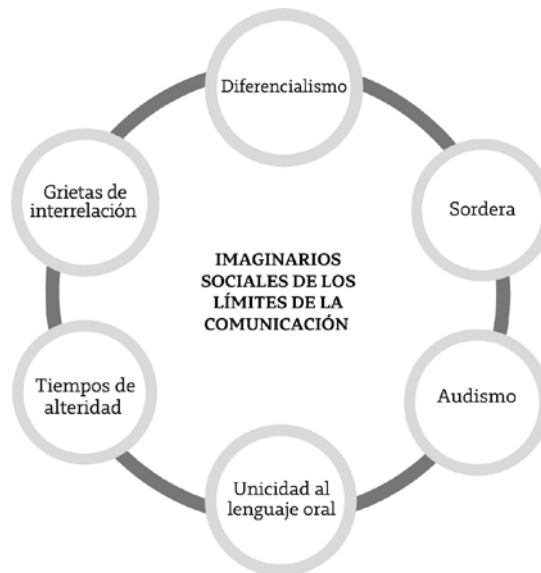 Diferencialismo
Grietas de
interrelación
Sordera
IMAGINARIOS
SOCIALES DE LOS
LÍMITES DE LA
COMUNICACIÓN
Tiempos de
alteridad
Audismo
Unicidad al
lenguaje oral